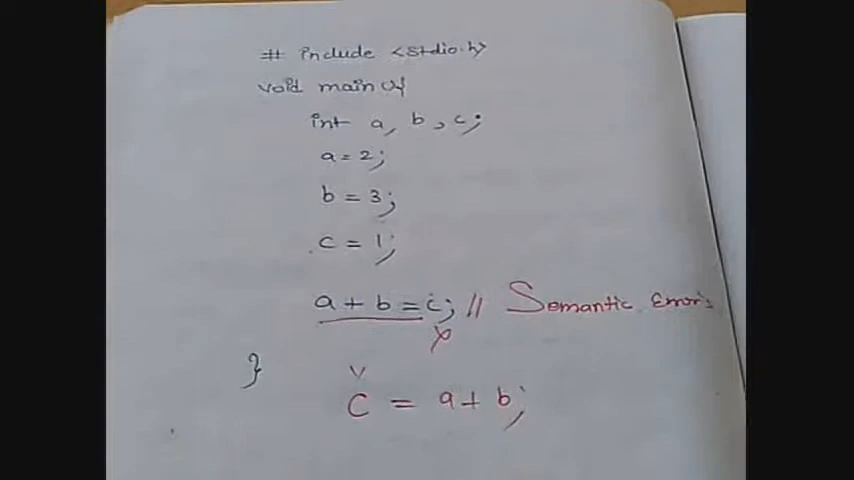 # include <stdio.h>
void main(){
int a, b, c;
a = 2;
b = 3;
c = 1;
a + b = c; // Semantic Errors
x
}
v
C = a + b;